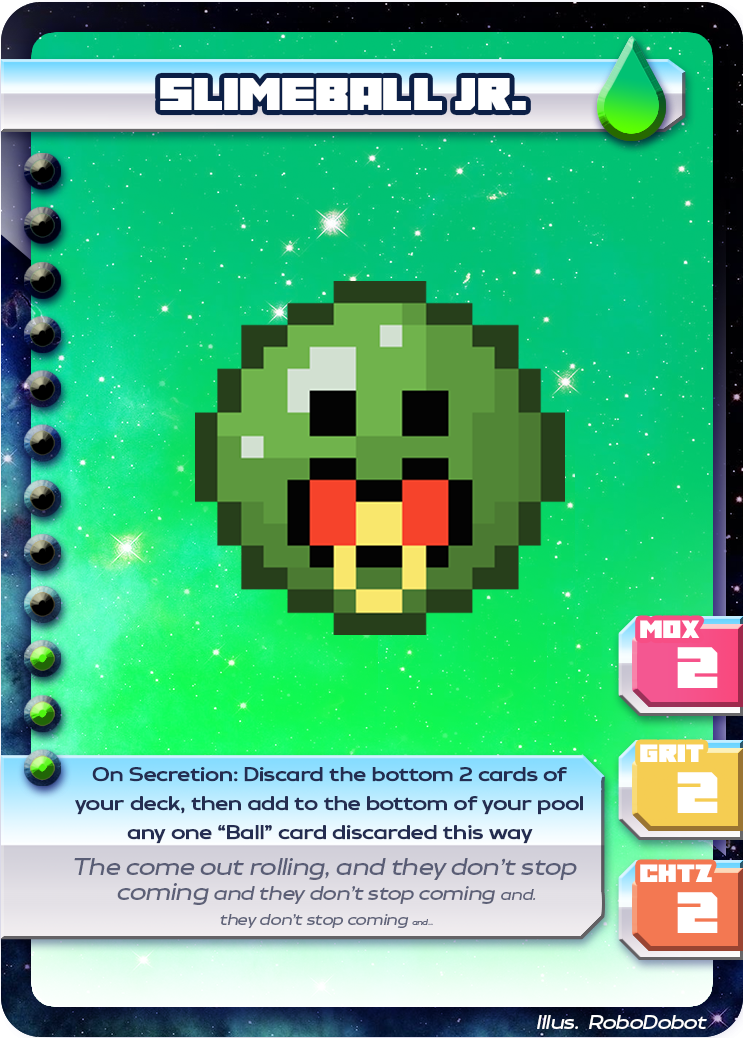 SLIMEBALL JR.
MOX
2
GRIT
2
CHTZ
2
On Secretion: Discard the bottom 2 cards of
your deck, then add to the bottom of your pool
any one “Ball” card discarded this way
The come out rolling, and they don’t stop
coming and they don’t stop coming and.
they don’t stop coming and...
Illus. RoboDobot